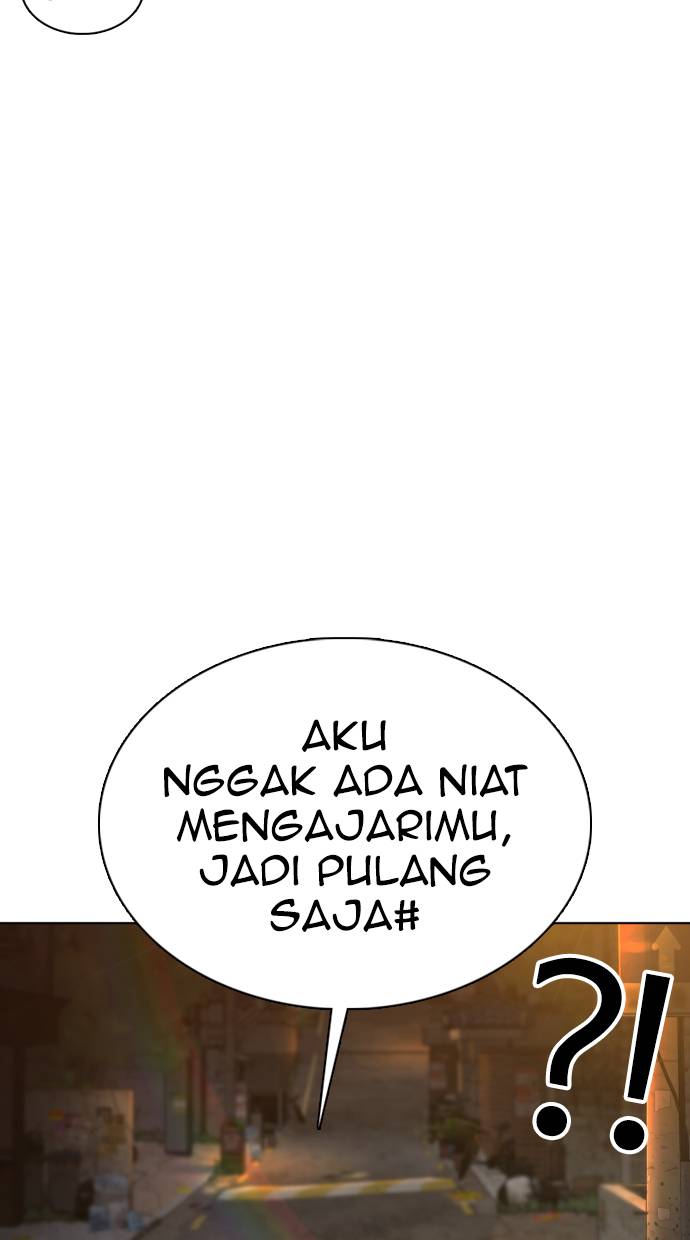 AKU
NGGAK ADA NIAT
MENGAJARIMU,
JADI PULANG
SAJA#
?!